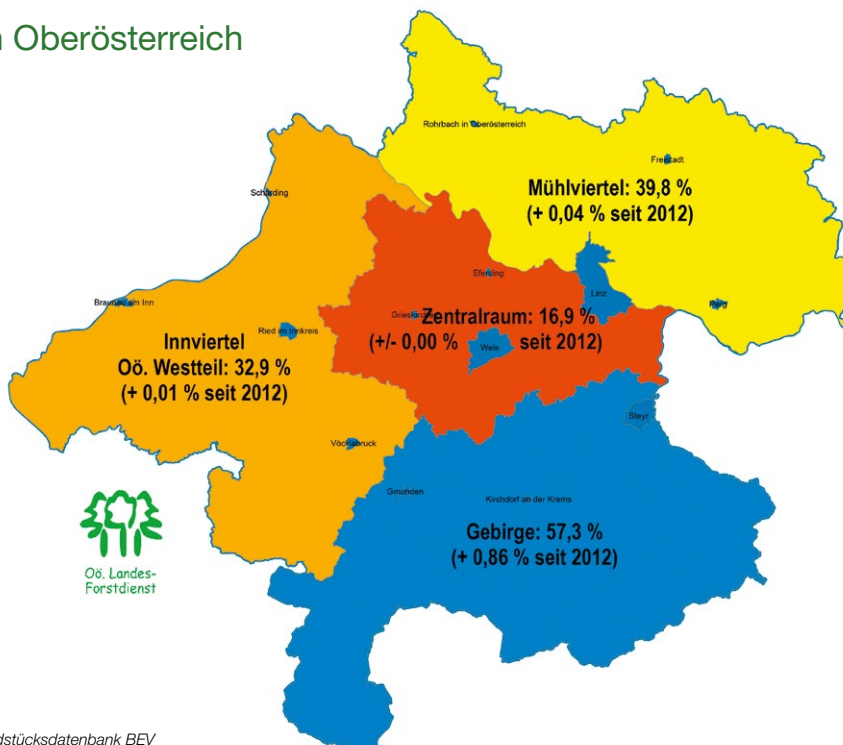 n Oberösterreich
Rohrbach in Oberösterreich
Freistadt
Mühlviertel: 39,8 %
(+ 0,04 % seit 2012)
Schärding
Eferding
Linz
Braunau am Inn
Perg
Grieskirchen
Zentralraum: 16,9 %
(+/- 0,00 % seit 2012)
Ried im Innkreis
Wels
Innviertel
Oö. Westteil: 32,9 %
(+ 0,01 % seit 2012)
Steyr
Vöcklabruck
Gmunden
Kirchdorf an der Krems
Gebirge: 57,3 %
(+ 0,86 % seit 2012)
Oö. Landes-
Forstdienst
dstücksdatenbank BEV